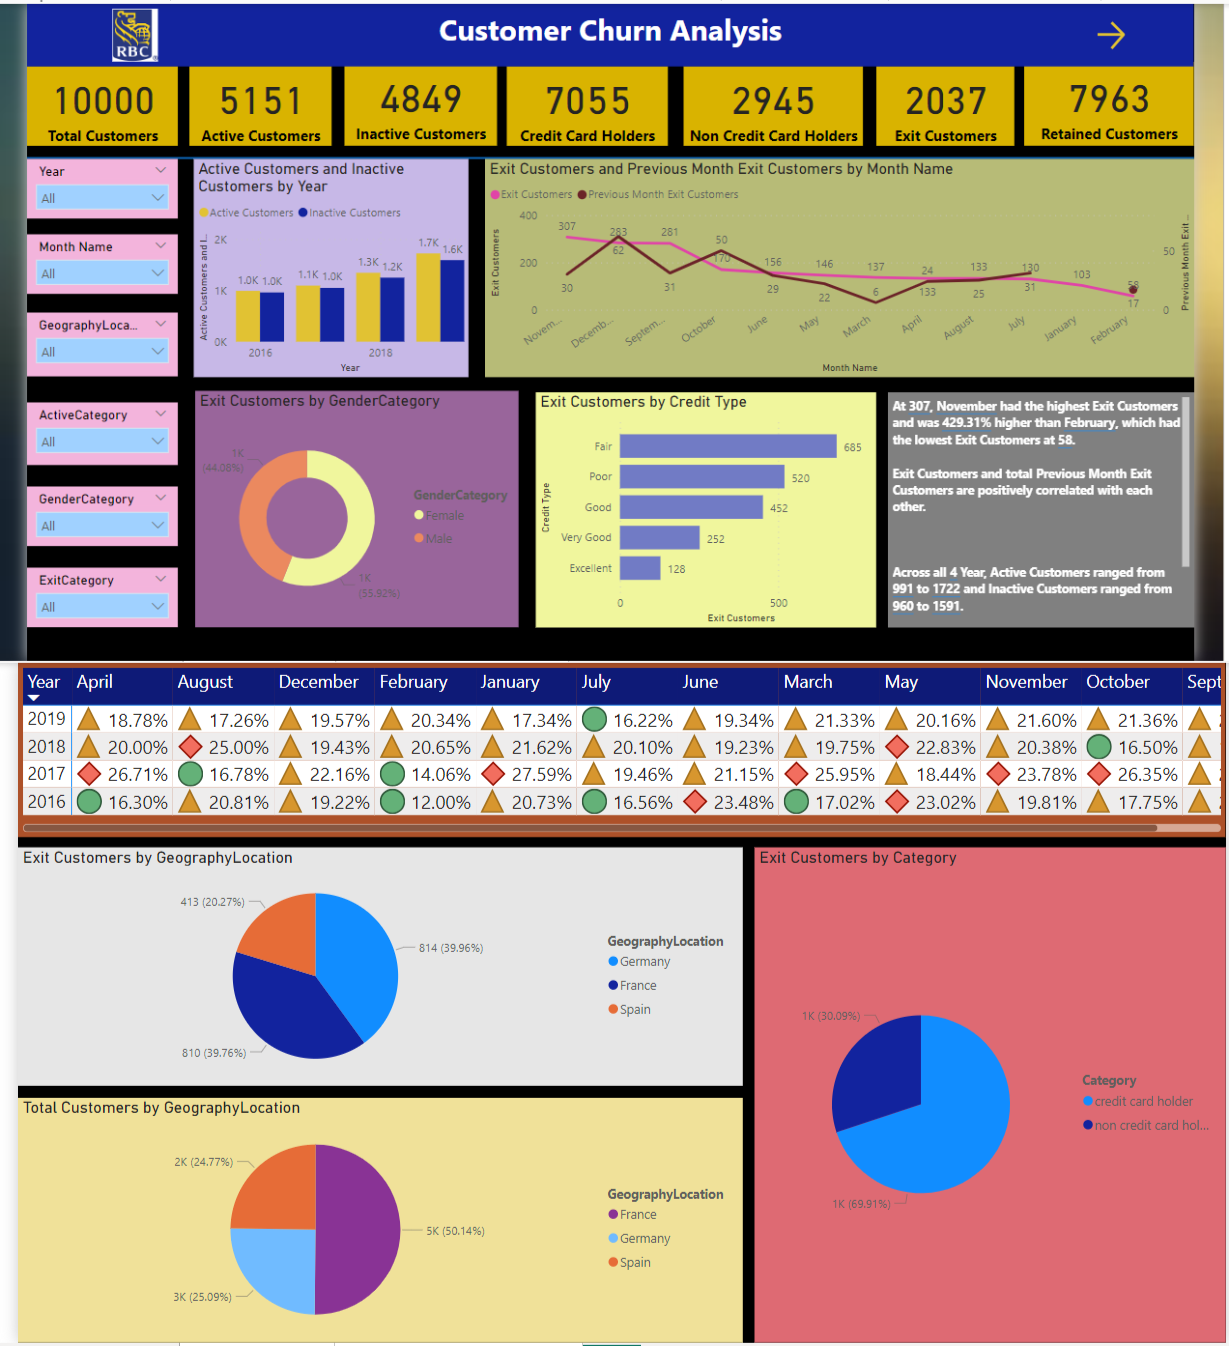 RBC
Customer Churn Analysis
10000
Total Customers
5151
Active Customers
4849
Inactive Customers
7055
Credit Card Holders
2945
Non Credit Card Holders
2037
Exit Customers
7963
Retained Customers
Year
All
Month Name
All
GeographyLoca...
All
ActiveCategory
All
GenderCategory
All
ExitCategory
All
Active Customers and Inactive
Customers by Year
Active Customers Inactive Customers
Active Customers and I...
2K
1K
0K
1.0K 1.0K
1.1K 1.0K
1.3K 1.2K
1.7K 1.6K
2016 2018
Year
Exit Customers and Previous Month Exit Customers by Month Name
Exit Customers Previous Month Exit Customers
Exit Customers
400
200
0
307 283 281 170 156 146 137 133 133 130 103 58
30 62 31 50 29 22 6 24 25 31 17
50
0
Previous Month Exit ...
Novem... Decemb... Septem... October June May March April August July January February
Month Name
Exit Customers by GenderCategory
1K
(44.08%)
1K
(55.92%)
GenderCategory
Female
Male
Exit Customers by Credit Type
Credit Type
Fair 685
Poor 520
Good 452
Very Good 252
Excellent 128
0 500
Exit Customers
At 307, November had the highest Exit Customers
and was 429.31% higher than February, which had
the lowest Exit Customers at 58.
Exit Customers and total Previous Month Exit
Customers are positively correlated with each
other.
Across all 4 Year, Active Customers ranged from
991 to 1722 and Inactive Customers ranged from
960 to 1591.
Year April August December February January July June March May November October Sept
2019 18.78% 17.26% 19.57% 20.34% 17.34% 16.22% 19.34% 21.33% 20.16% 21.60% 21.36%
2018 20.00% 25.00% 19.43% 20.65% 21.62% 20.10% 19.23% 19.75% 22.83% 20.38% 16.50%
2017 26.71% 16.78% 22.16% 14.06% 27.59% 19.46% 21.15% 25.95% 18.44% 23.78% 26.35%
2016 16.30% 20.81% 19.22% 12.00% 20.73% 16.56% 23.48% 17.02% 23.02% 19.81% 17.75%
Exit Customers by GeographyLocation
413 (20.27%)
814 (39.96%)
810 (39.76%)
GeographyLocation
Germany
France
Spain
Total Customers by GeographyLocation
2K (24.77%)
5K (50.14%)
3K (25.09%)
GeographyLocation
France
Germany
Spain
Exit Customers by Category
1K (30.09%)
1K (69.91%)
Category
credit card holder
non credit card hol...